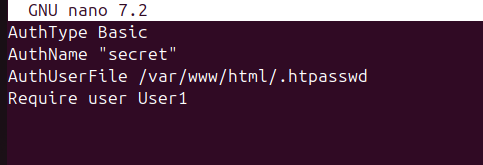 GNU nano 7.2
AuthType Basic
AuthName "secret"
AuthUserFile /var/www/html/.htpasswd
Require user User1